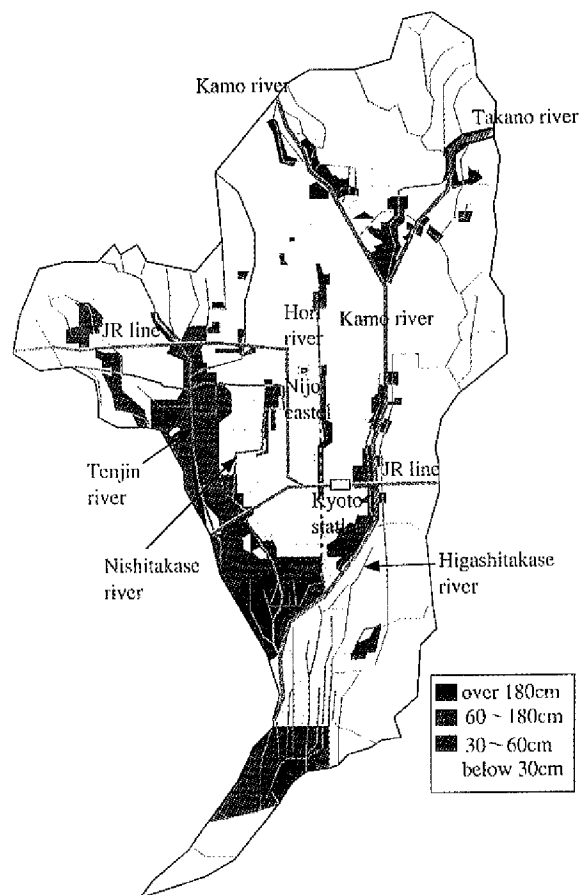 Kamo river
Takano river
Hori
river
Kamo river
JR line
Nijo
castel
Tenjin
river
JR line
Kyoto
station
Nishitakase
river
Higashitakase
river
over 180cm
60 ~ 180cm
30~60cm
below 30cm